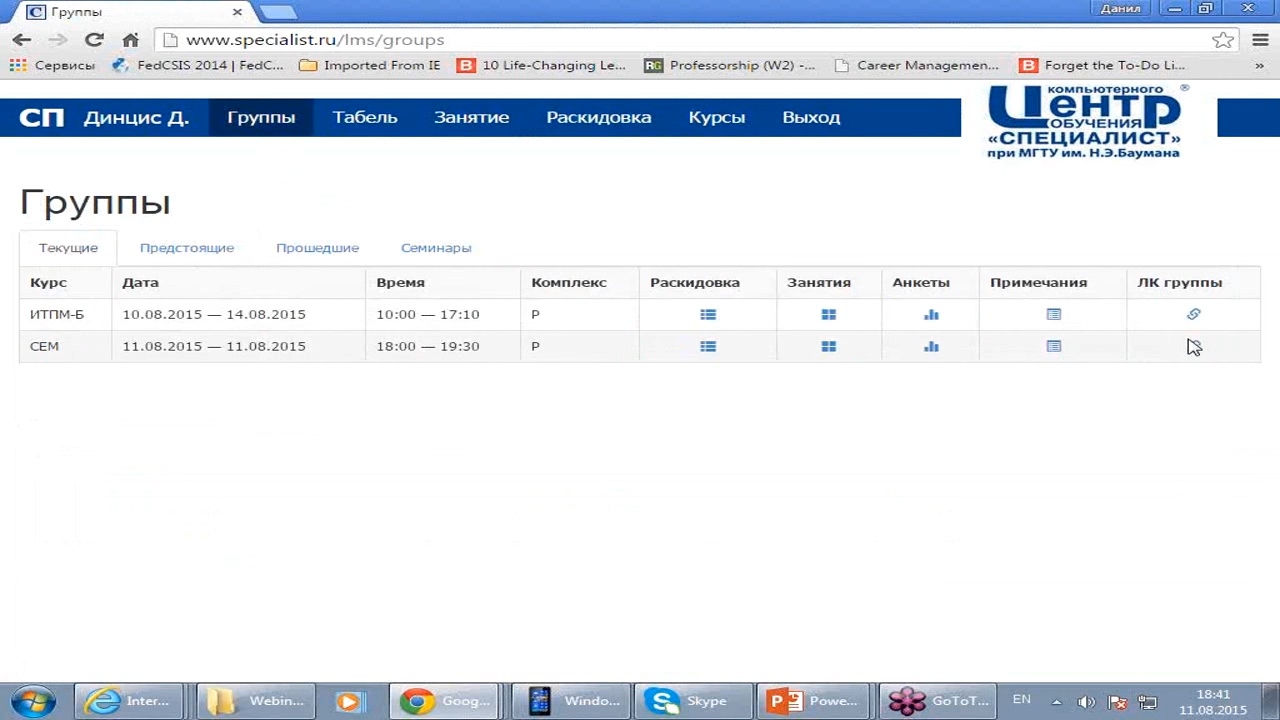 Группы
Данил
www.specialist.ru/lms/groups
Сервисы FedCSIS 2014 | FedC... Imported From IE 10 Life-Changing Le... Professorship (W2) -... Career Managemen... Forget the To-Do Li... »
СП Динцис Д. Группы Табель Занятие Раскидовка Курсы Выход
компьютерного
Центр
обучения
«СПЕЦИАЛИСТ»
при МГТУ им. Н.Э.Баумана
Группы
Текущие Предстоящие Прошедшие Семинары
Курс Дата Время Комплекс Раскидовка Занятия Анкеты Примечания ЛК группы
ИТПМ-Б 10.08.2015 — 14.08.2015 10:00 — 17:10 Р
СЕМ 11.08.2015 — 11.08.2015 18:00 — 19:30 Р
Inter... Webin... Goog... Windo... Skype Powe... GoToT... EN 18:41
11.08.2015